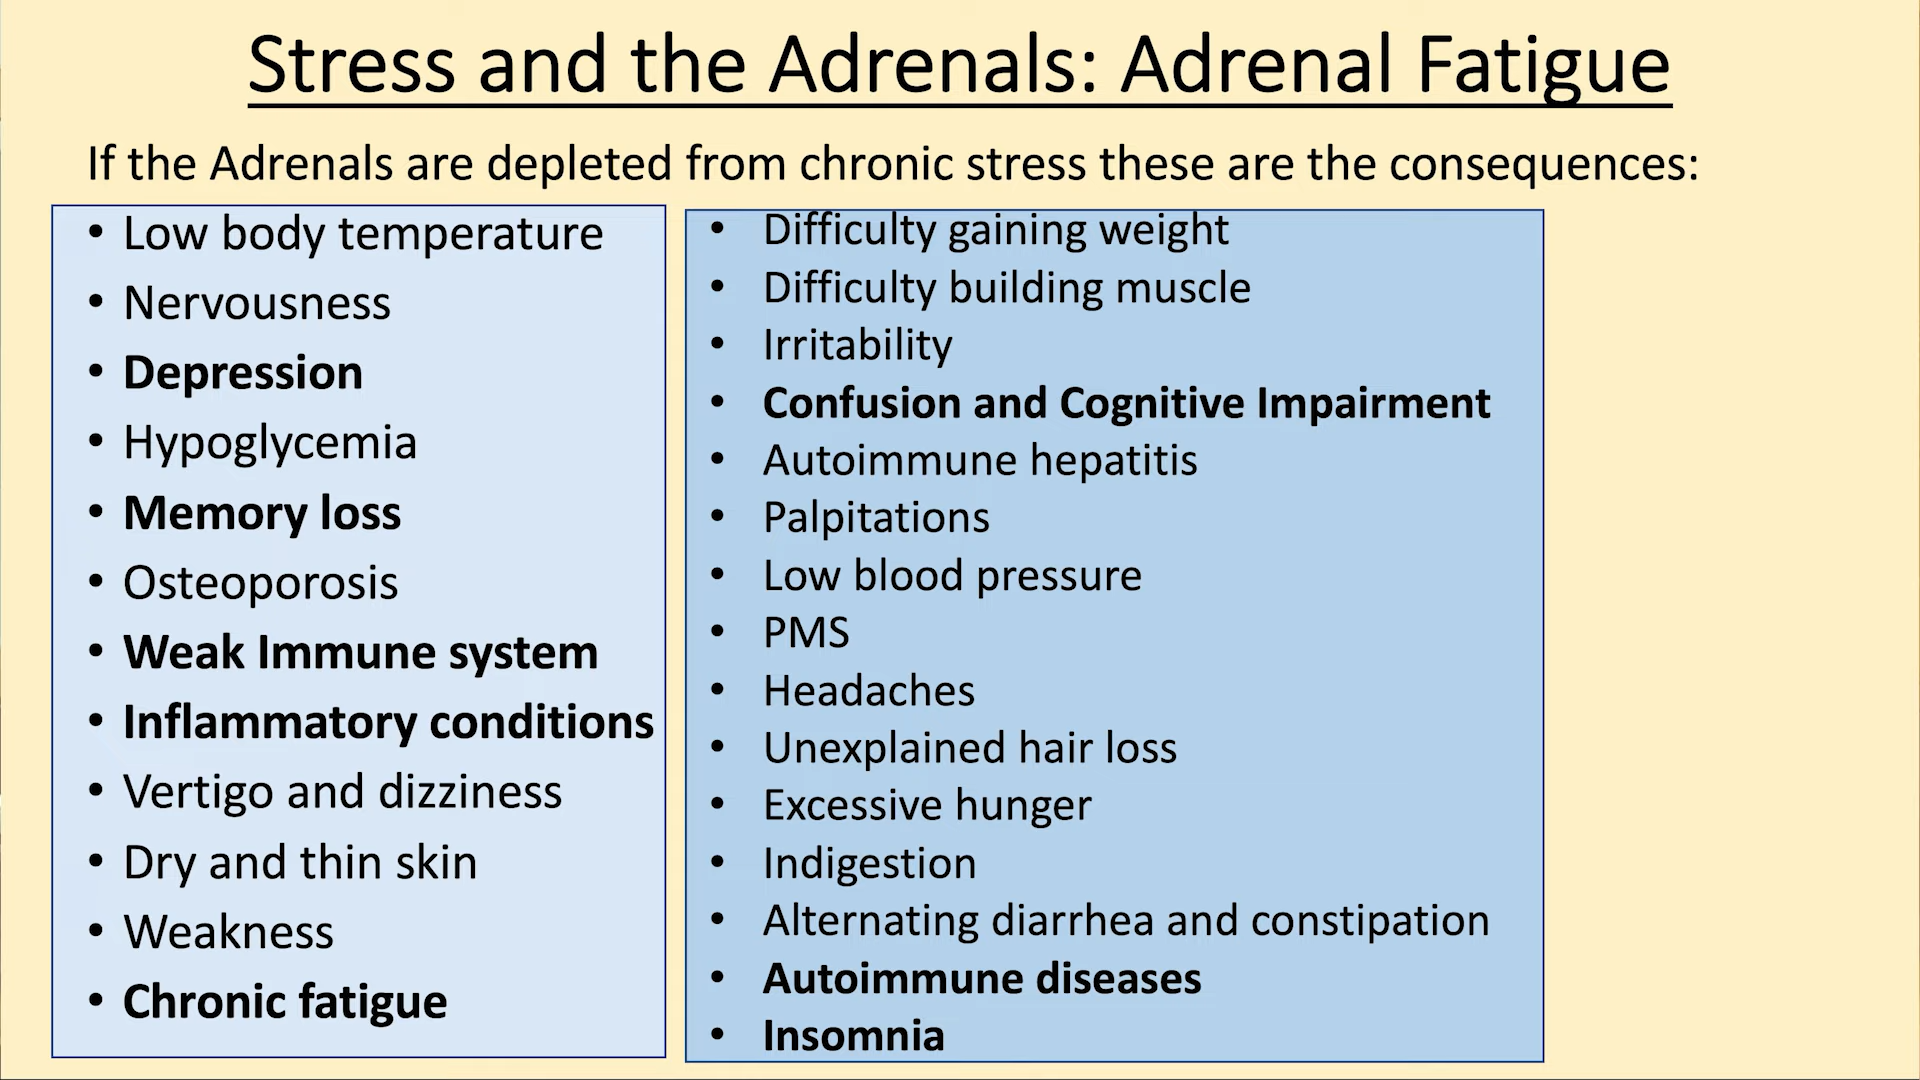 Stress and the Adrenals: Adrenal Fatigue
If the Adrenals are depleted from chronic stress these are the consequences:
• Low body temperature
• Nervousness
• Depression
• Hypoglycemia
• Memory loss
• Osteoporosis
• Weak Immune system
• Inflammatory conditions
• Vertigo and dizziness
• Dry and thin skin
• Weakness
• Chronic fatigue
• Difficulty gaining weight
• Difficulty building muscle
• Irritability
• Confusion and Cognitive Impairment
• Autoimmune hepatitis
• Palpitations
• Low blood pressure
• PMS
• Headaches
• Unexplained hair loss
• Excessive hunger
• Indigestion
• Alternating diarrhea and constipation
• Autoimmune diseases
• Insomnia